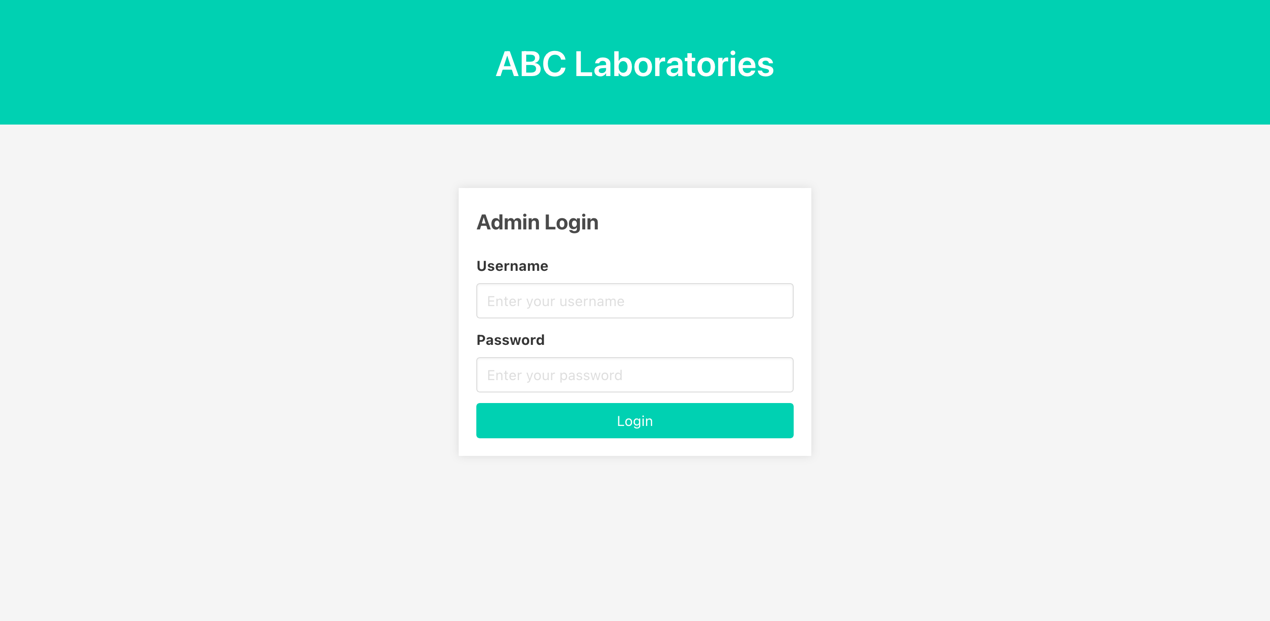 ABC Laboratories
Admin Login
Username
Enter your username
Password
Enter your password
Login